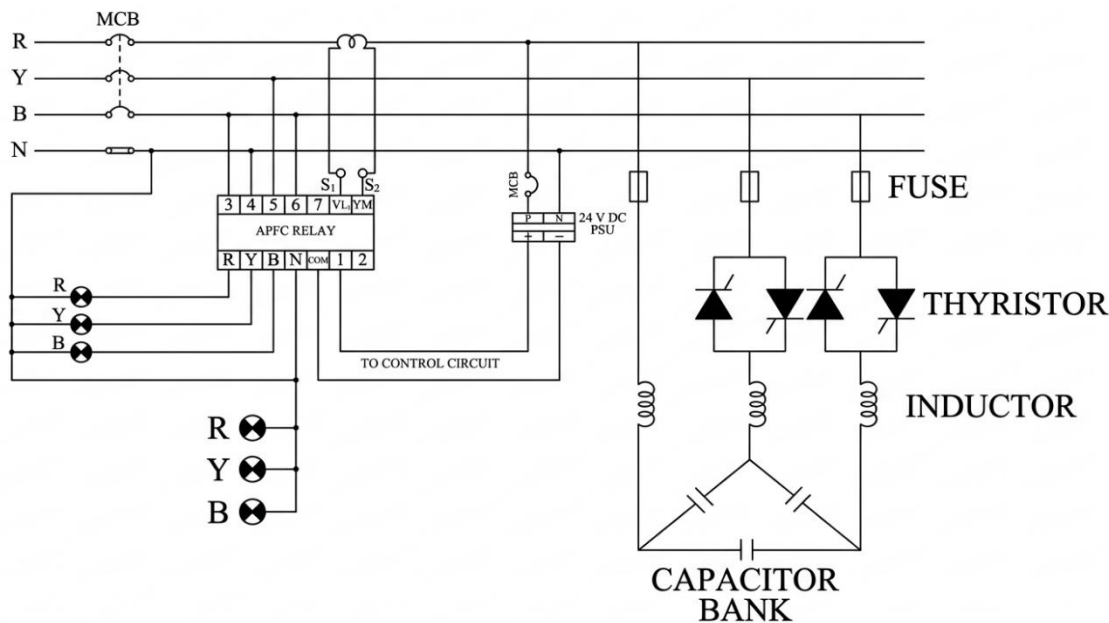 MCB
R
Y
B
N
S1 S2
MCB
3 4 5 6 7 VL1 YM
APFC RELAY
R Y B N COM 1 2
P N
+ −
24 V DC
PSU
FUSE
R
Y
B
THYRISTOR
TO CONTROL CIRCUIT
INDUCTOR
R
Y
B
CAPACITOR
BANK